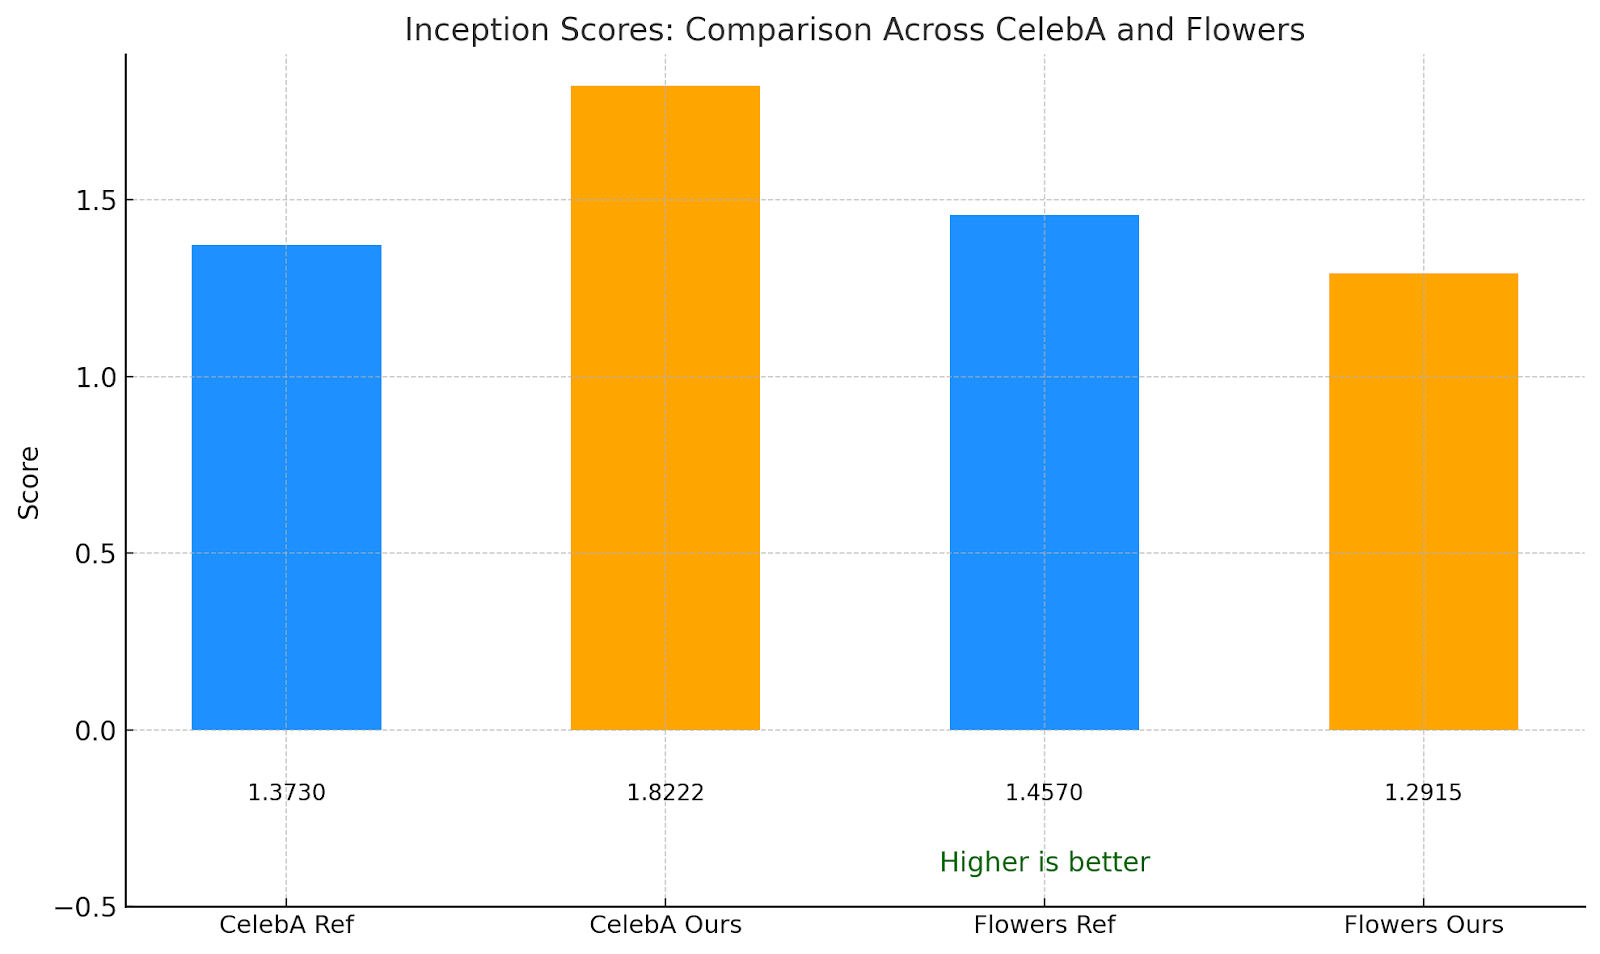 Inception Scores: Comparison Across CelebA and Flowers
Score
1.5
1.0
0.5
0.0
−0.5
1.3730
1.8222
1.4570
1.2915
Higher is better
CelebA Ref
CelebA Ours
Flowers Ref
Flowers Ours